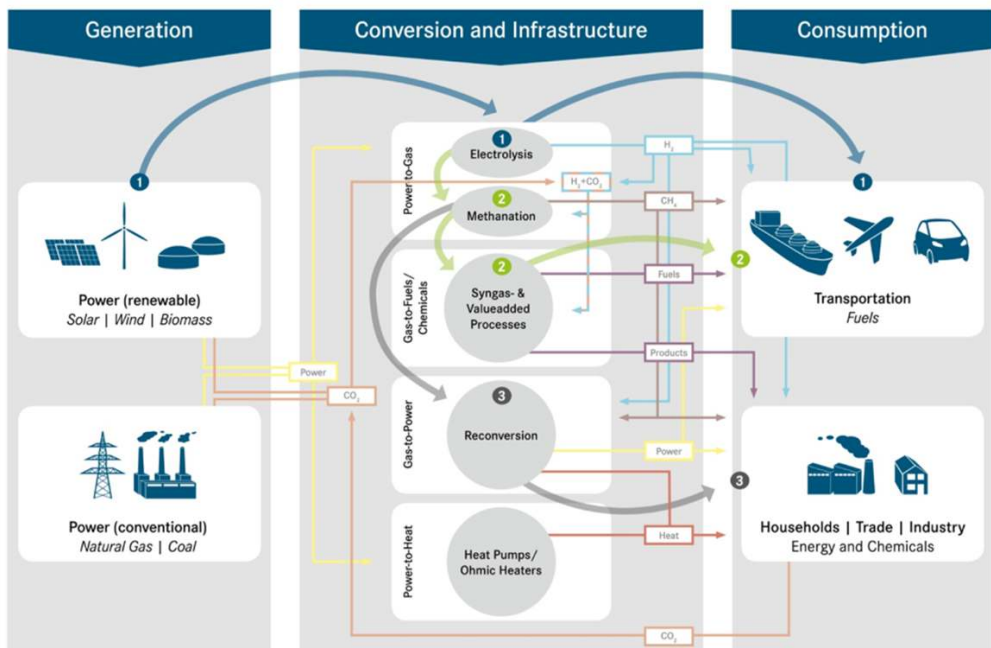 Generation
Conversion and Infrastructure
Consumption
1
Power (renewable)
Solar | Wind | Biomass
Power (conventional)
Natural Gas | Coal
Power
CO₂
Power-to-Gas
1
Electrolysis
2
Methanation
Gas-to-Fuels/
Chemicals
2
Syngas- &
Valueadded
Processes
Gas-to-Power
3
Reconversion
Power-to-Heat
Heat Pumps/
Ohmic Heaters
H₂
H₂+CO₂
CH₄
Fuels
Products
Power
Heat
CO₂
1
2
Transportation
Fuels
3
Households | Trade | Industry
Energy and Chemicals